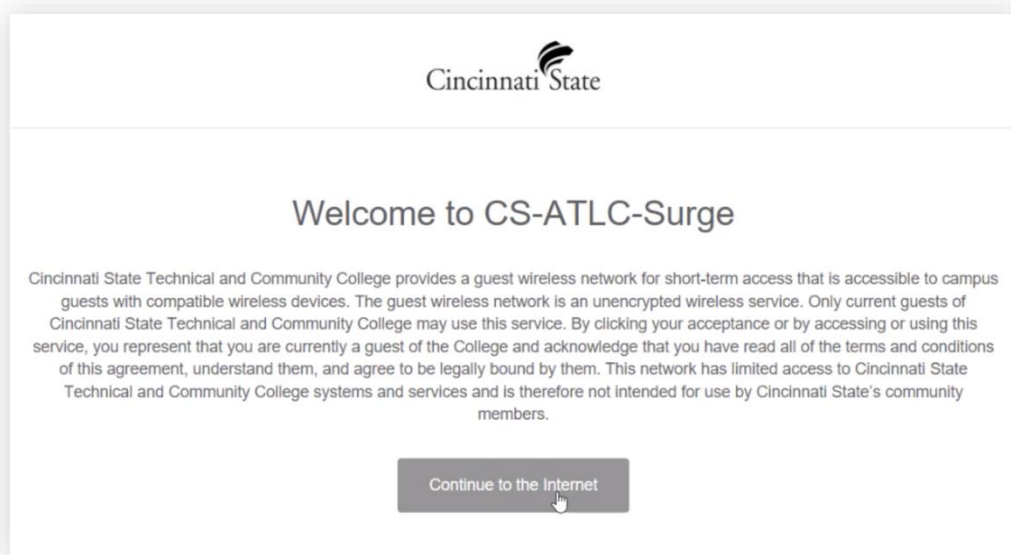 Cincinnati State
Welcome to CS-ATLC-Surge
Cincinnati State Technical and Community College provides a guest wireless network for short-term access that is accessible to campus
guests with compatible wireless devices. The guest wireless network is an unencrypted wireless service. Only current guests of
Cincinnati State Technical and Community College may use this service. By clicking your acceptance or by accessing or using this
service, you represent that you are currently a guest of the College and acknowledge that you have read all of the terms and conditions
of this agreement, understand them, and agree to be legally bound by them. This network has limited access to Cincinnati State
Technical and Community College systems and services and is therefore not intended for use by Cincinnati State's community
members.
Continue to the Internet